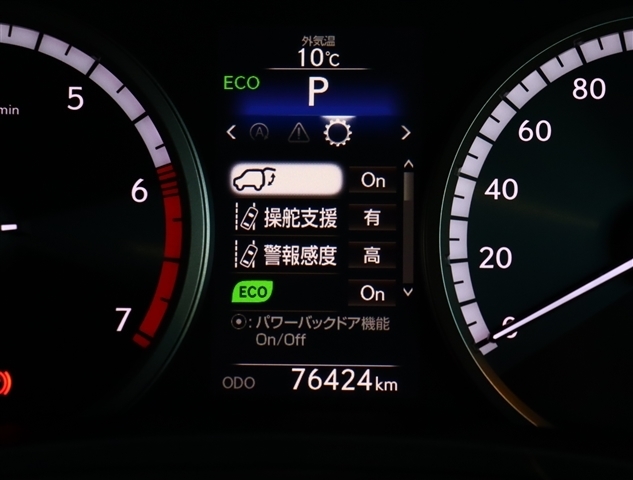 外気温
10℃
ECO
P
min
5
6
7
On
操舵支援 有
警報感度 高
ECO On
:パワーバックドア機能
On/Off
ODO 76424km
80
60
40
20
0